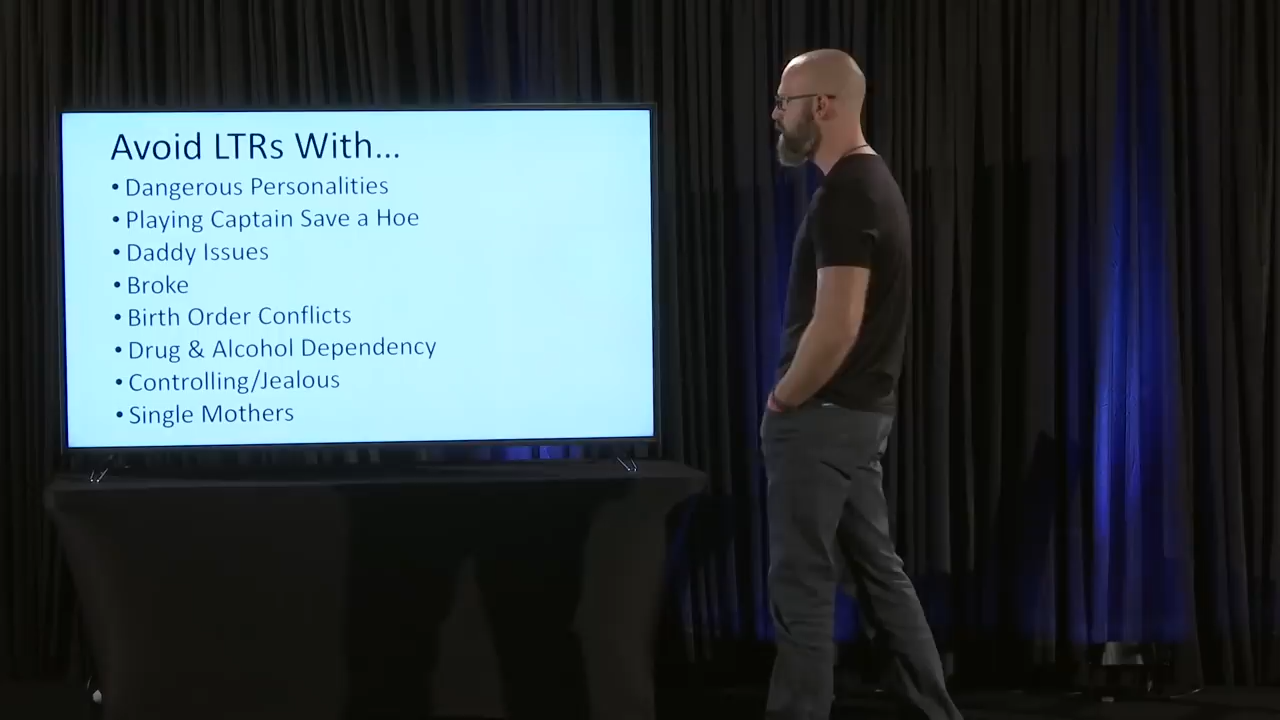 Avoid LTRs With...
• Dangerous Personalities
• Playing Captain Save a Hoe
• Daddy Issues
• Broke
• Birth Order Conflicts
• Drug & Alcohol Dependency
• Controlling/Jealous
• Single Mothers